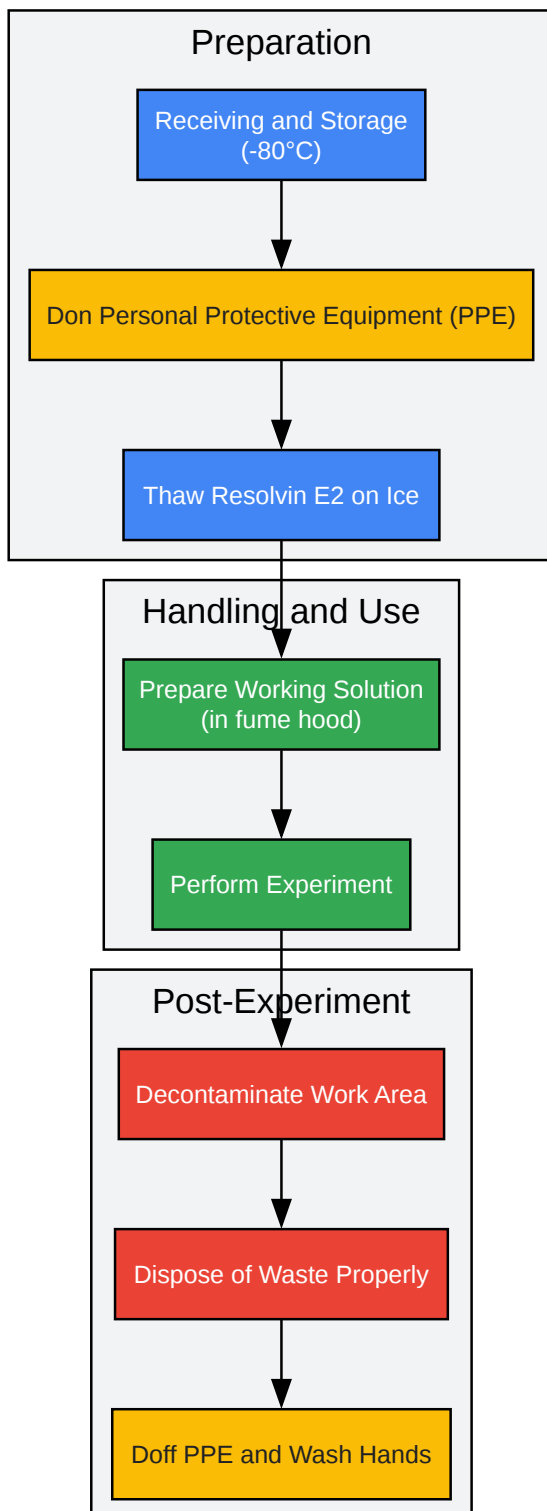 Preparation
Receiving and Storage
(-80°C)
Don Personal Protective Equipment (PPE)
Thaw Resolvin E2 on Ice
Handling and Use
Prepare Working Solution
(in fume hood)
Perform Experiment
Post-Experiment
Decontaminate Work Area
Dispose of Waste Properly
Doff PPE and Wash Hands